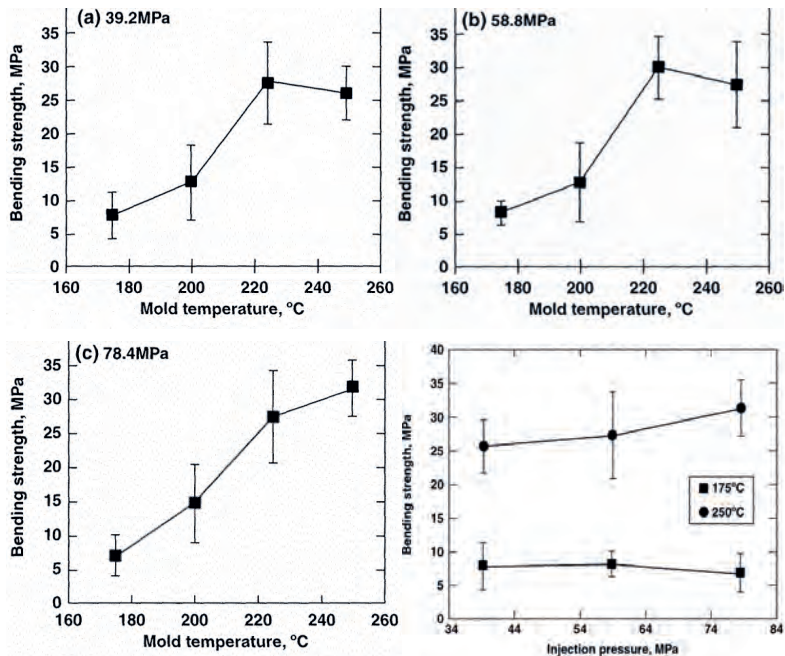 (a) 39.2MPa
Bending strength, MPa
35
30
25
20
15
10
5
0
160 180 200 220 240 260
Mold temperature, °C
(b) 58.8MPa
Bending strength, MPa
35
30
25
20
15
10
5
0
160 180 200 220 240 260
Mold temperature, °C
(c) 78.4MPa
Bending strength, MPa
35
30
25
20
15
10
5
0
160 180 200 220 240 260
Mold temperature, °C
Bending strength, MPa
40
35
30
25
20
15
10
5
0
175°C
250°C
34 44 54 64 74 84
Injection pressure, MPa